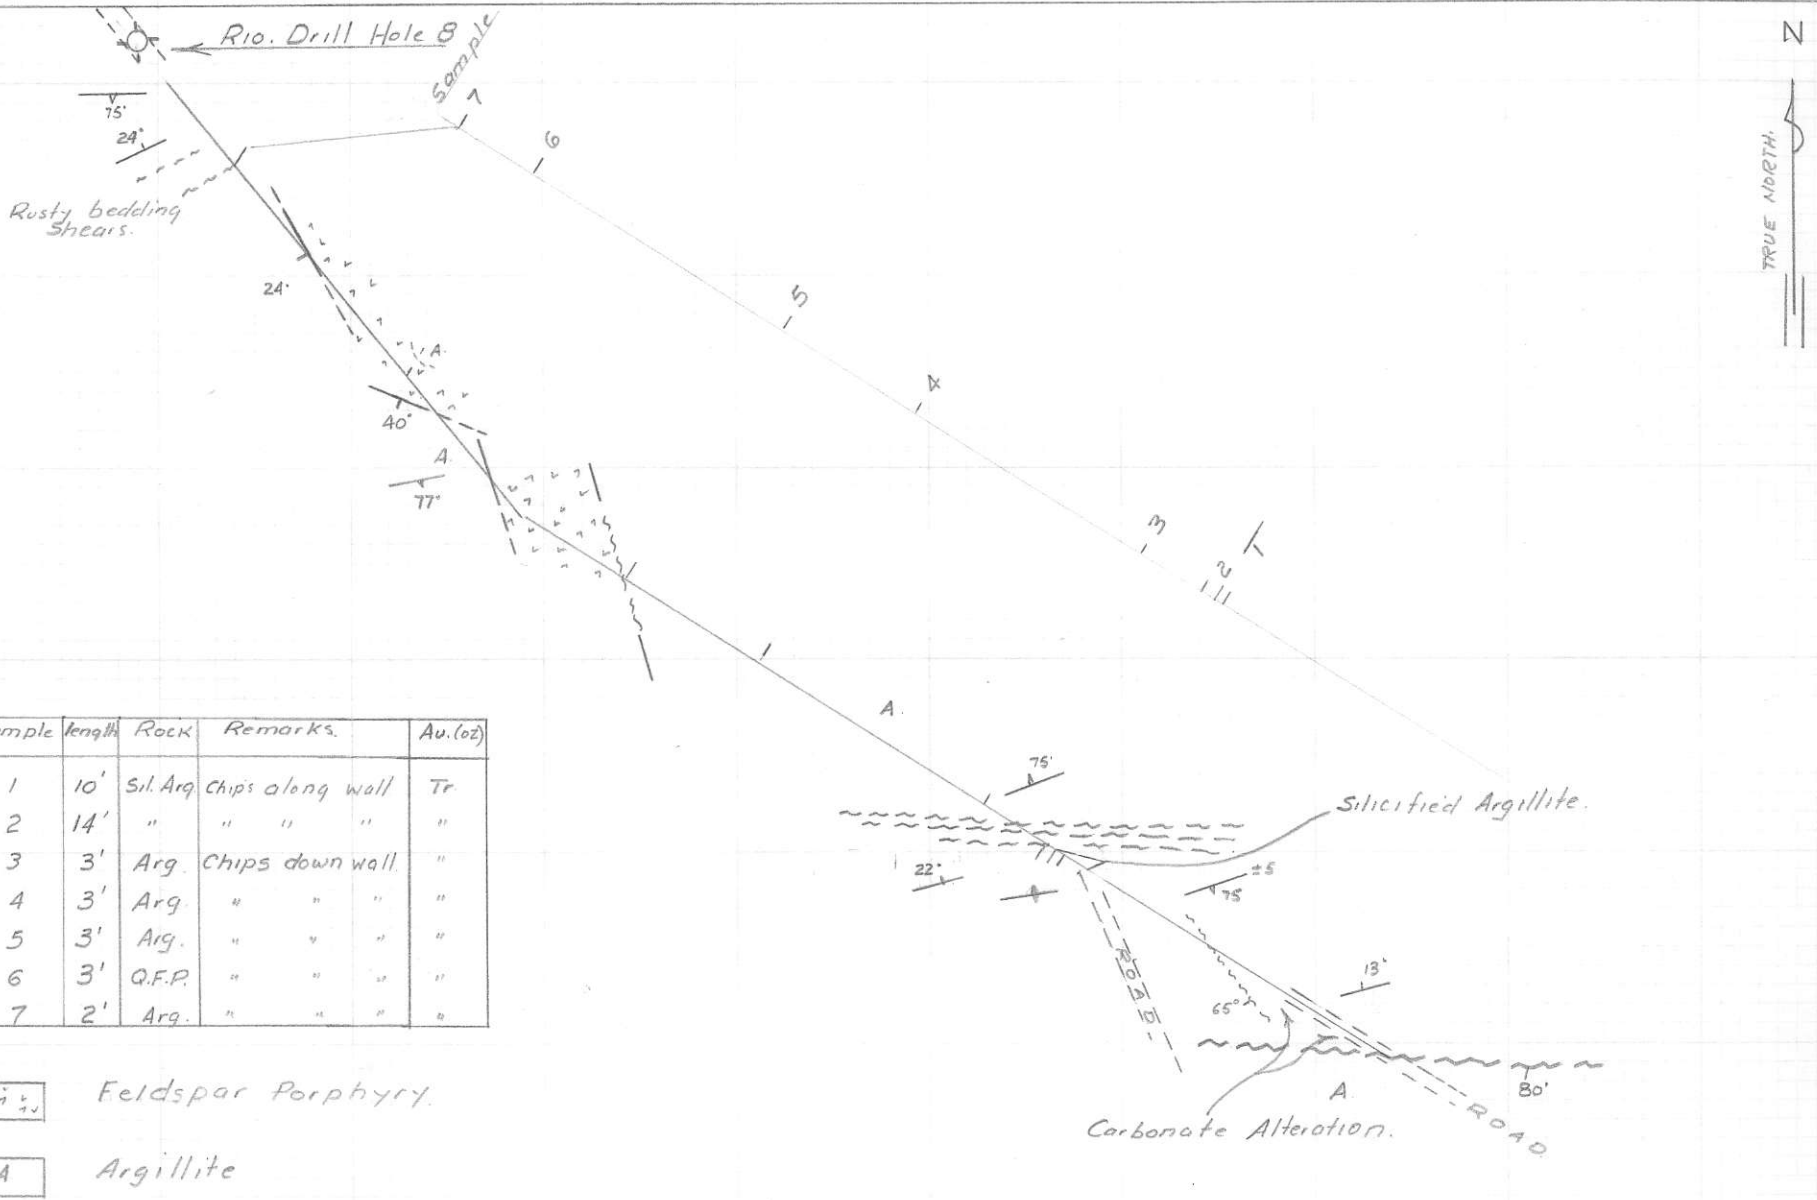 Rio. Drill Hole 8
N
TRUE NORTH.
Sample
7
6
5
4
3
2
1
75°
24°
Rusty bedding
Shears.
24°
A.
40°
A
77°
A.
75°
Silicified Argillite.
22°
±5
75
ROAD
65°
13°
80°
A
ROAD
Carbonate Alteration.
mple length Rock Remarks. Au.(oz)
1 10' Sil. Arg Chips along wall Tr.
2 14' " " " " "
3 3' Arg. Chips down wall "
4 3' Arg. " " " "
5 3' Arg. " " " "
6 3' Q.F.P. " " " "
7 2' Arg. " " " "
Feldspar Porphyry.
A Argillite